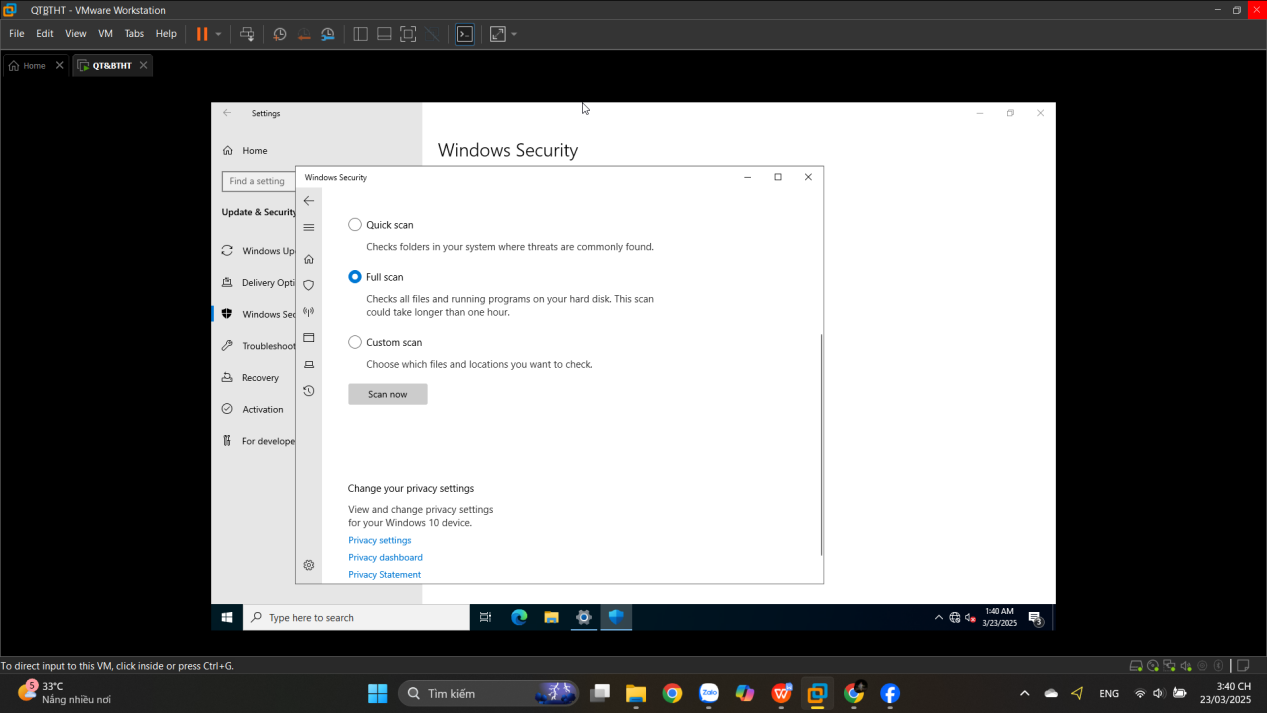 QTBTHT - VMware Workstation
File Edit View VM Tabs Help
Home
QT&BTHT
Settings
Home
Find a setting
Update & Security
Windows Up
Delivery Opti
Windows Sec
Troubleshoot
Recovery
Activation
For develope
Windows Security
Windows Security
Quick scan
Checks folders in your system where threats are commonly found.
Full scan
Checks all files and running programs on your hard disk. This scan
could take longer than one hour.
Custom scan
Choose which files and locations you want to check.
Scan now
Change your privacy settings
View and change privacy settings
for your Windows 10 device.
Privacy settings
Privacy dashboard
Privacy Statement
Type here to search
1:40 AM
3/23/2025
3
To direct input to this VM, click inside or press Ctrl+G.
5
33°C
Nắng nhiều nơi
Tìm kiếm
Zalo
ENG
3:40 CH
23/03/2025